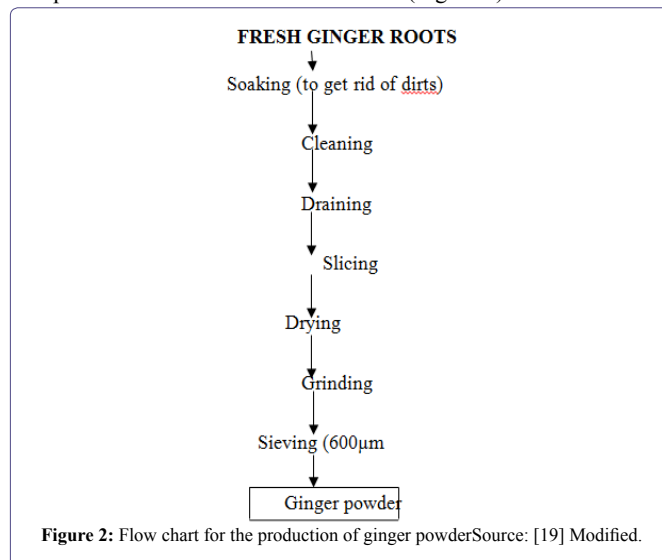 FRESH GINGER ROOTS
Soaking (to get rid of dirts)
Cleaning
Draining
Slicing
Drying
Grinding
Sieving (600µm
Ginger powder
Figure 2: Flow chart for the production of ginger powderSource: [19] Modified.